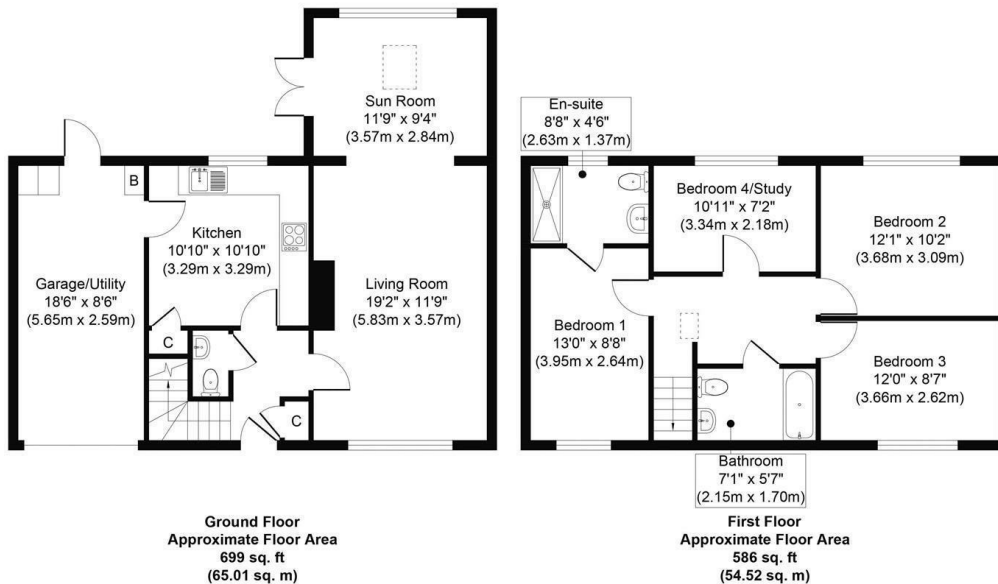 Sun Room
11'9" x 9'4"
(3.57m x 2.84m)
B
Kitchen
10'10" x 10'10"
(3.29m x 3.29m)
Garage/Utility
18'6" x 8'6"
(5.65m x 2.59m)
Living Room
19'2" x 11'9"
(5.83m x 3.57m)
C
C
Ground Floor
Approximate Floor Area
699 sq. ft
(65.01 sq. m)
En-suite
8'8" x 4'6"
(2.63m x 1.37m)
Bedroom 4/Study
10'11" x 7'2"
(3.34m x 2.18m)
Bedroom 2
12'1" x 10'2"
(3.68m x 3.09m)
Bedroom 1
13'0" x 8'8"
(3.95m x 2.64m)
Bedroom 3
12'0" x 8'7"
(3.66m x 2.62m)
Bathroom
7'1" x 5'7"
(2.15m x 1.70m)
First Floor
Approximate Floor Area
586 sq. ft
(54.52 sq. m)